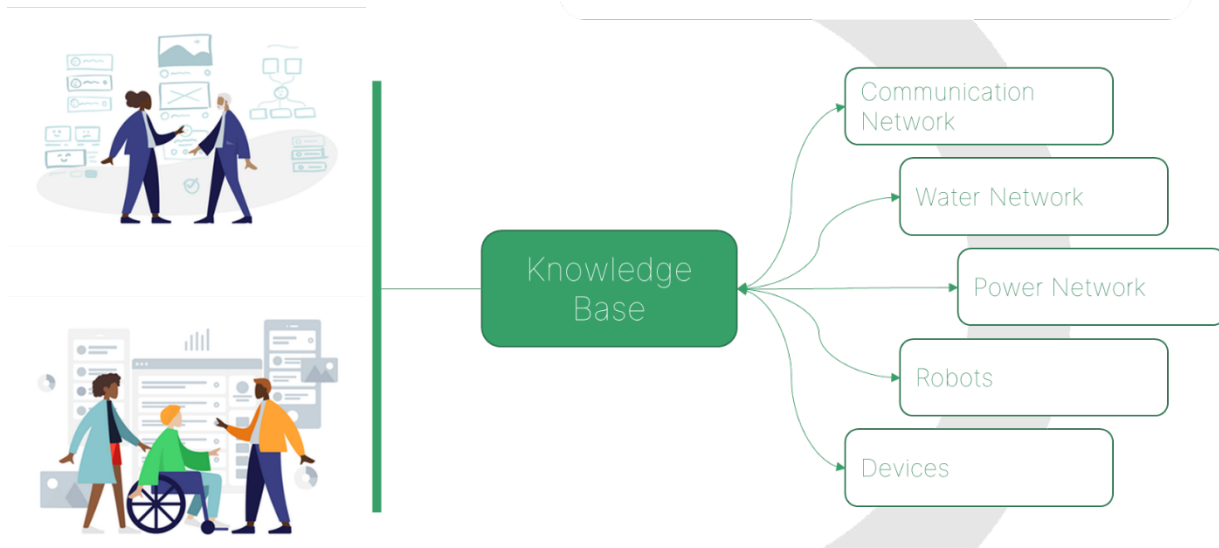 Communication
Network
Water Network
Knowledge
Base
Power Network
Robots
Devices